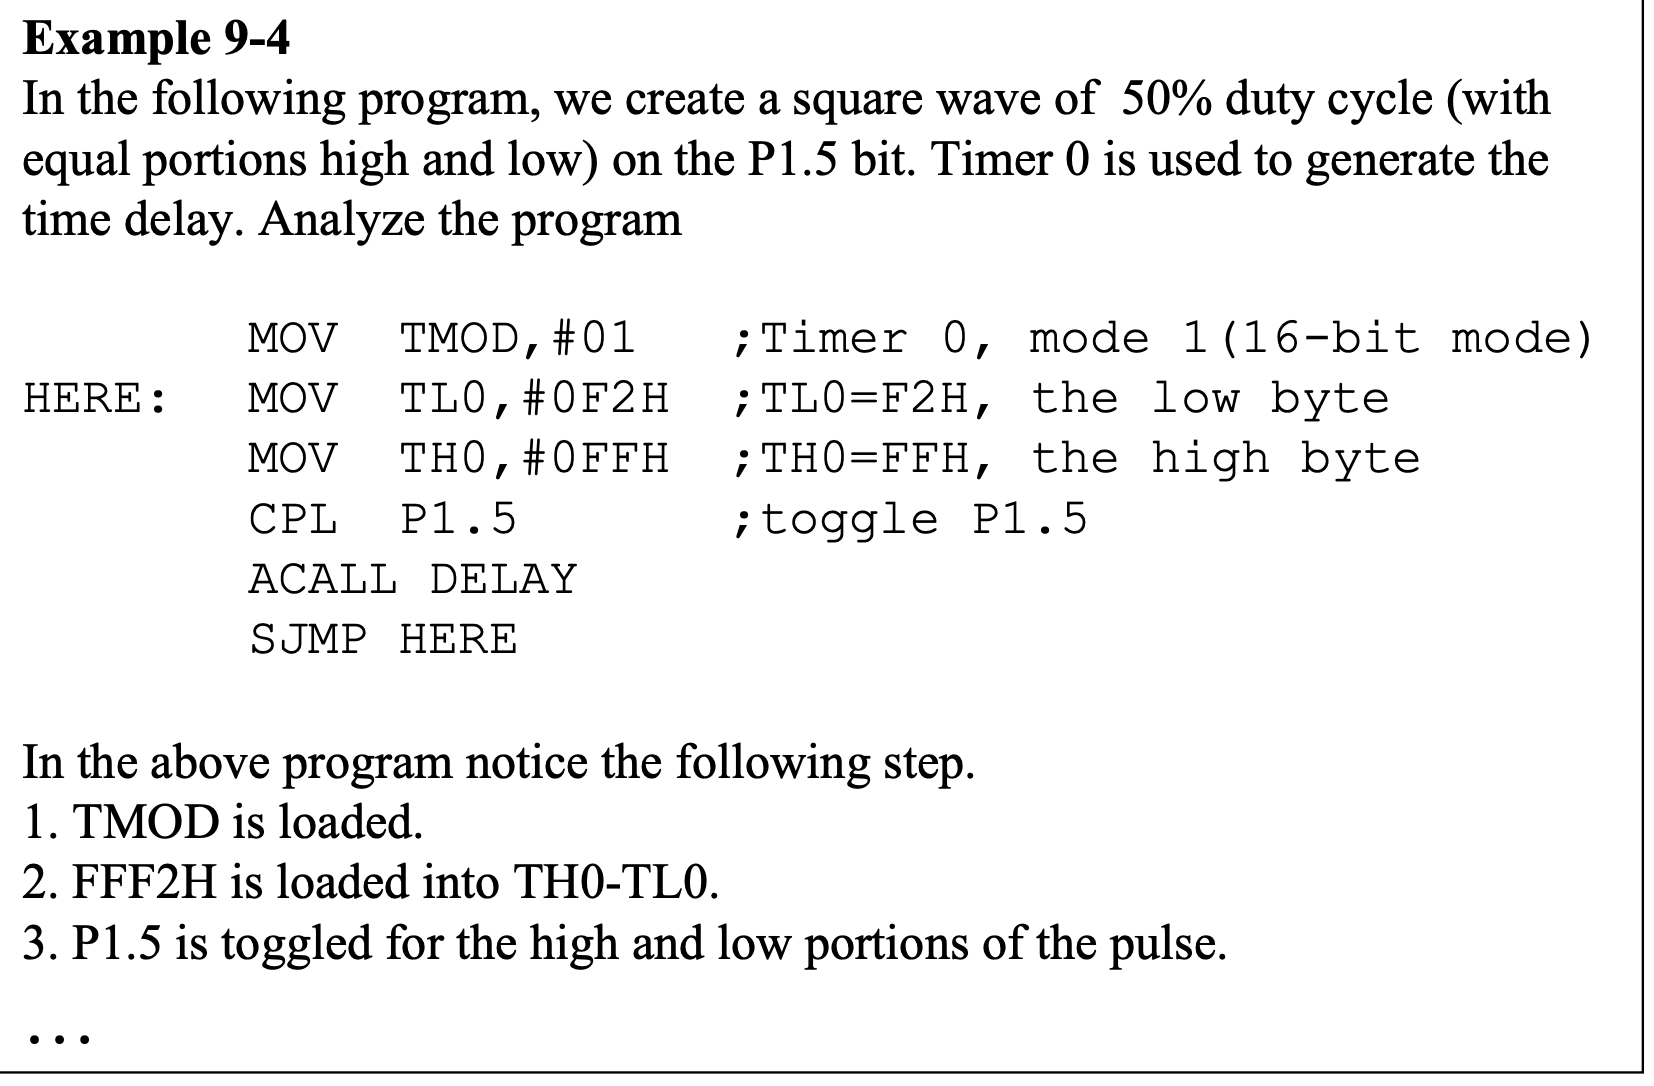 Example 9-4
In the following program, we create a square wave of 50% duty cycle (with
equal portions high and low) on the P1.5 bit. Timer 0 is used to generate the
time delay. Analyze the program
MOV TMOD,#01 ;Timer 0, mode 1(16-bit mode)
HERE: MOV TL0,#0F2H ;TL0=F2H, the low byte
MOV TH0,#0FFH ;TH0=FFH, the high byte
CPL P1.5 ;toggle P1.5
ACALL DELAY
SJMP HERE
In the above program notice the following step.
1. TMOD is loaded.
2. FFF2H is loaded into TH0-TL0.
3. P1.5 is toggled for the high and low portions of the pulse.
...